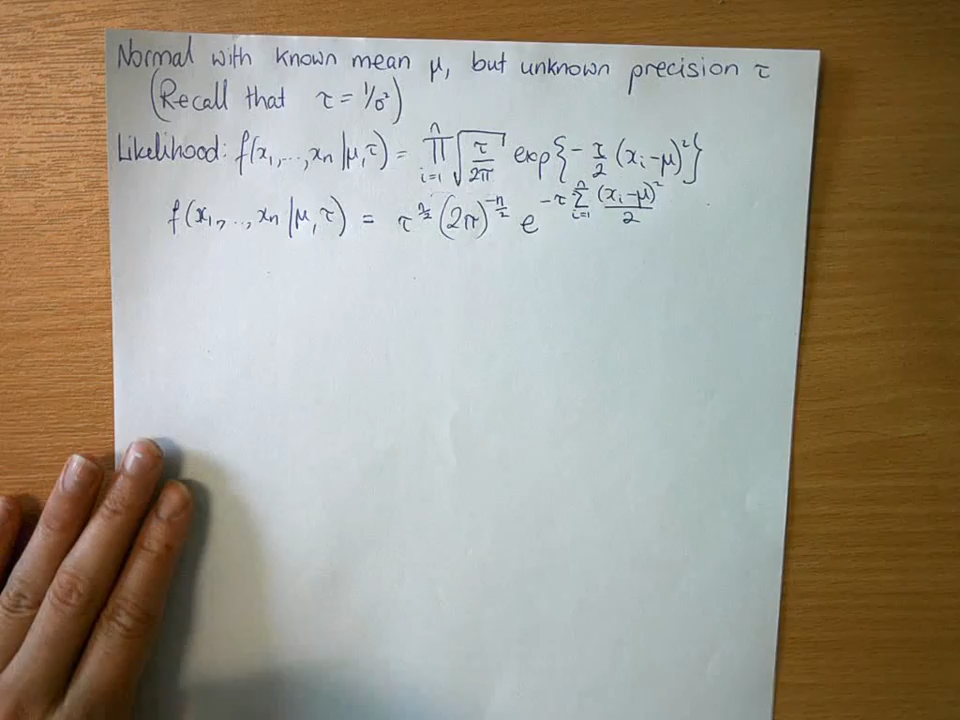 Normal with known mean μ, but unknown precision τ
(Recall that τ = 1/σ²)
Likelihood: f(x₁,...,xₙ|μ,τ) = ∏ᵢ₌₁ⁿ √(τ/2π) exp{-τ/2 (xᵢ-μ)²}
f(x₁,...,xₙ|μ,τ) = τ^(n/2) (2π)^(-n/2) e^(-τ ∑ᵢ₌₁ⁿ (xᵢ-μ)²/2)